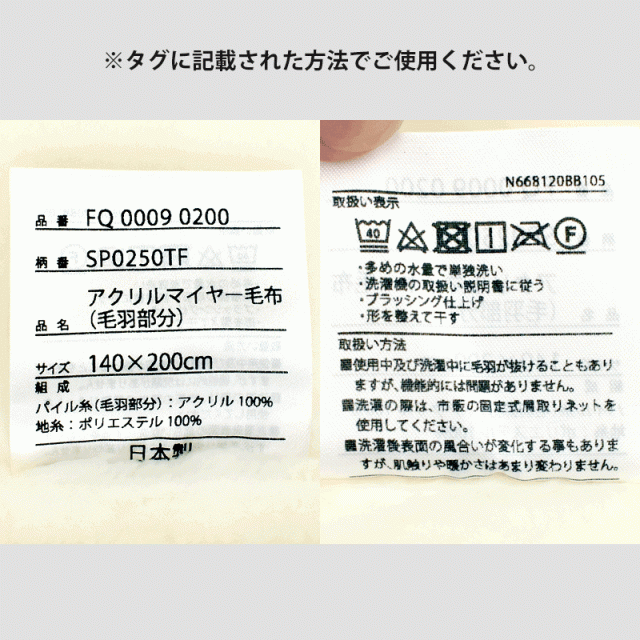 ※タグに記載された方法でご使用ください。
品 番 FQ 0009 0200
柄 番 SP0250TF
品 名 アクリルマイヤー毛布
（毛羽部分）
サイズ 140×200cm
組 成
パイル糸（毛羽部分）：アクリル 100%
地糸：ポリエステル 100%
日本製
N668120BB105
取扱い表示
40 F
・多めの水量で単独洗い
・洗濯機の取扱い説明書に従う
・ブラッシング仕上げ
・形を整えて干す
取扱い方法
※使用中及び洗濯中に毛羽が抜けることもあり
ますが、機能的には問題がありません。
※洗濯の際は、市販の固定式屑取りネットを
使用してください。
※洗濯後表面の風合いが変化する事もありま
すが、肌触りや暖かさはあまり変わりません。